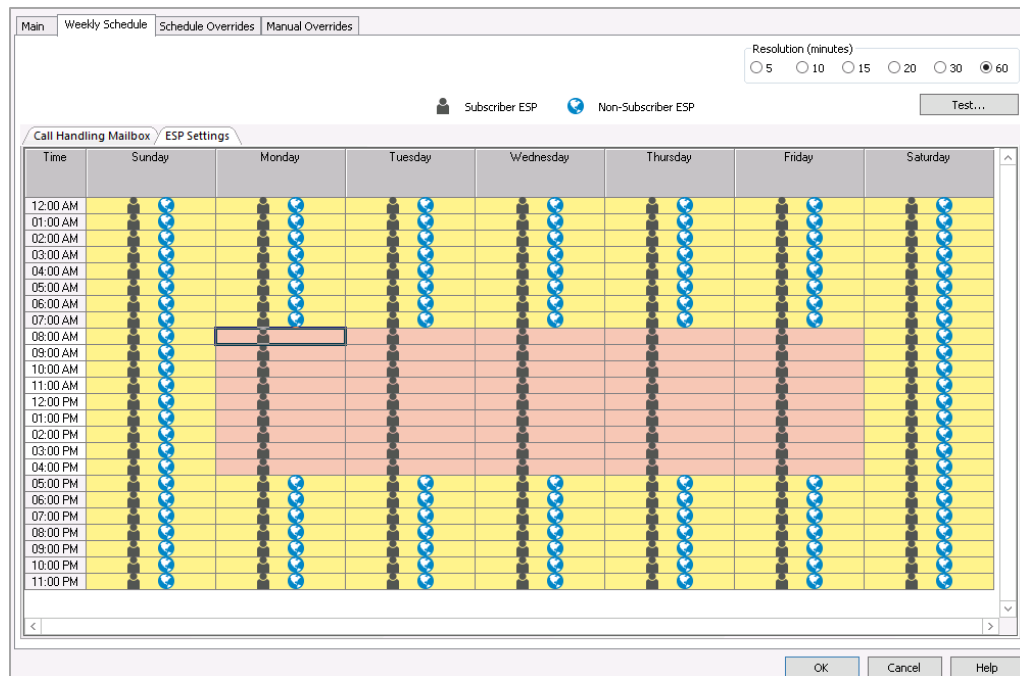 Main Weekly Schedule Schedule Overrides Manual Overrides
Resolution (minutes)
5 10 15 20 30 60
Subscriber ESP Non-Subscriber ESP Test...
Call Handling Mailbox ESP Settings
Time Sunday Monday Tuesday Wednesday Thursday Friday Saturday
12:00 AM
01:00 AM
02:00 AM
03:00 AM
04:00 AM
05:00 AM
06:00 AM
07:00 AM
08:00 AM
09:00 AM
10:00 AM
11:00 AM
12:00 PM
01:00 PM
02:00 PM
03:00 PM
04:00 PM
05:00 PM
06:00 PM
07:00 PM
08:00 PM
09:00 PM
10:00 PM
11:00 PM
OK Cancel Help